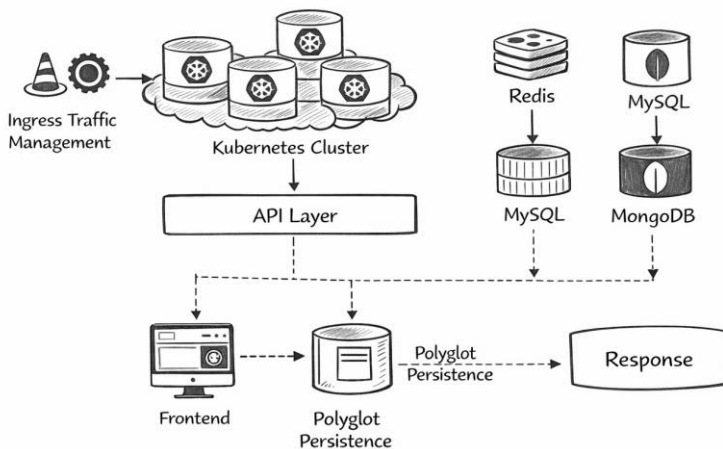 Ingress Traffic
Management
Kubernetes Cluster
Redis
MySQL
API Layer
MySQL
MongoDB
Frontend
Polyglot
Persistence
Polyglot
Persistence
Response